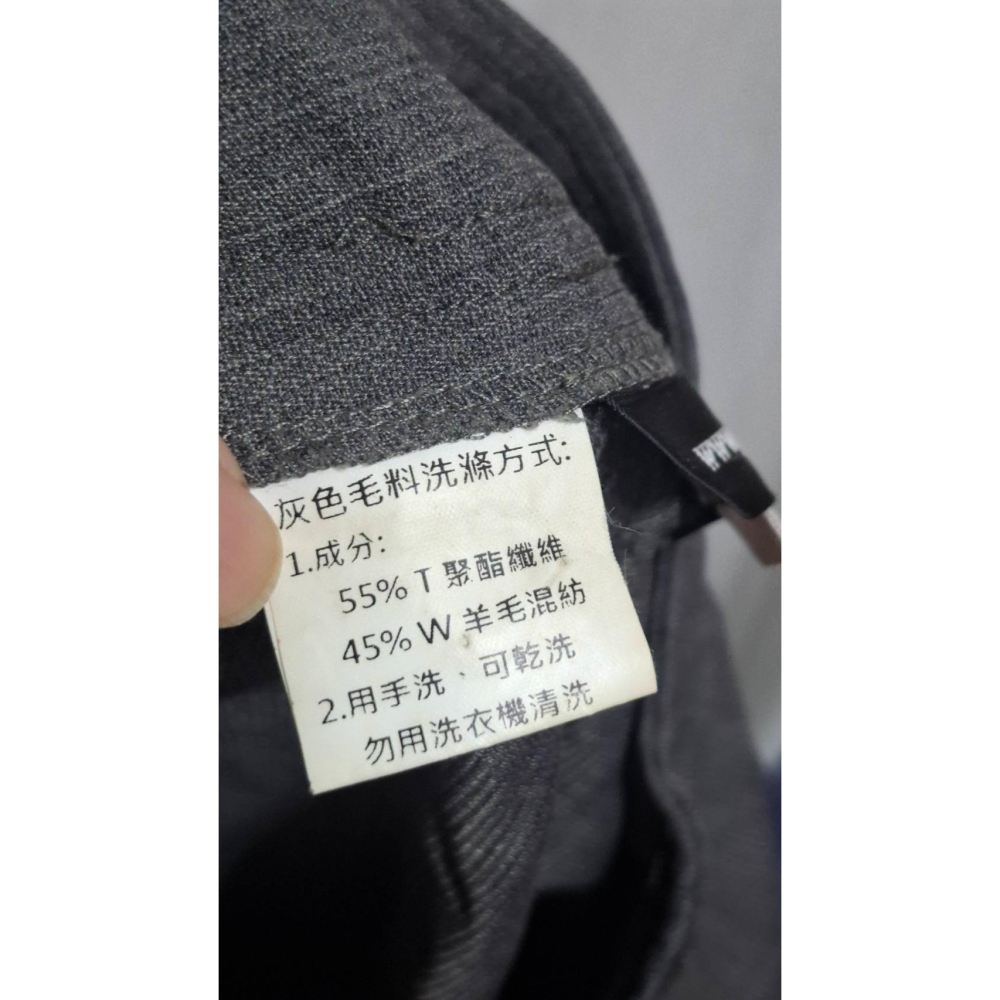 灰色毛料洗滌方式:
1.成分:
55% T 聚酯纖維
45% W 羊毛混紡
2.用手洗、可乾洗
勿用洗衣機清洗
WWW